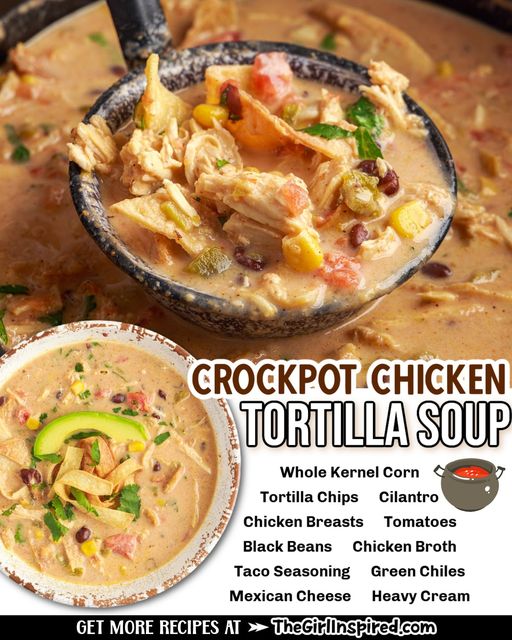 CROCKPOT CHICKEN
TORTILLA SOUP
Whole Kernel Corn
Tortilla Chips Cilantro
Chicken Breasts Tomatoes
Black Beans Chicken Broth
Taco Seasoning Green Chiles
Mexican Cheese Heavy Cream
GET MORE RECIPES AT ➳ TheGirlInspired.com